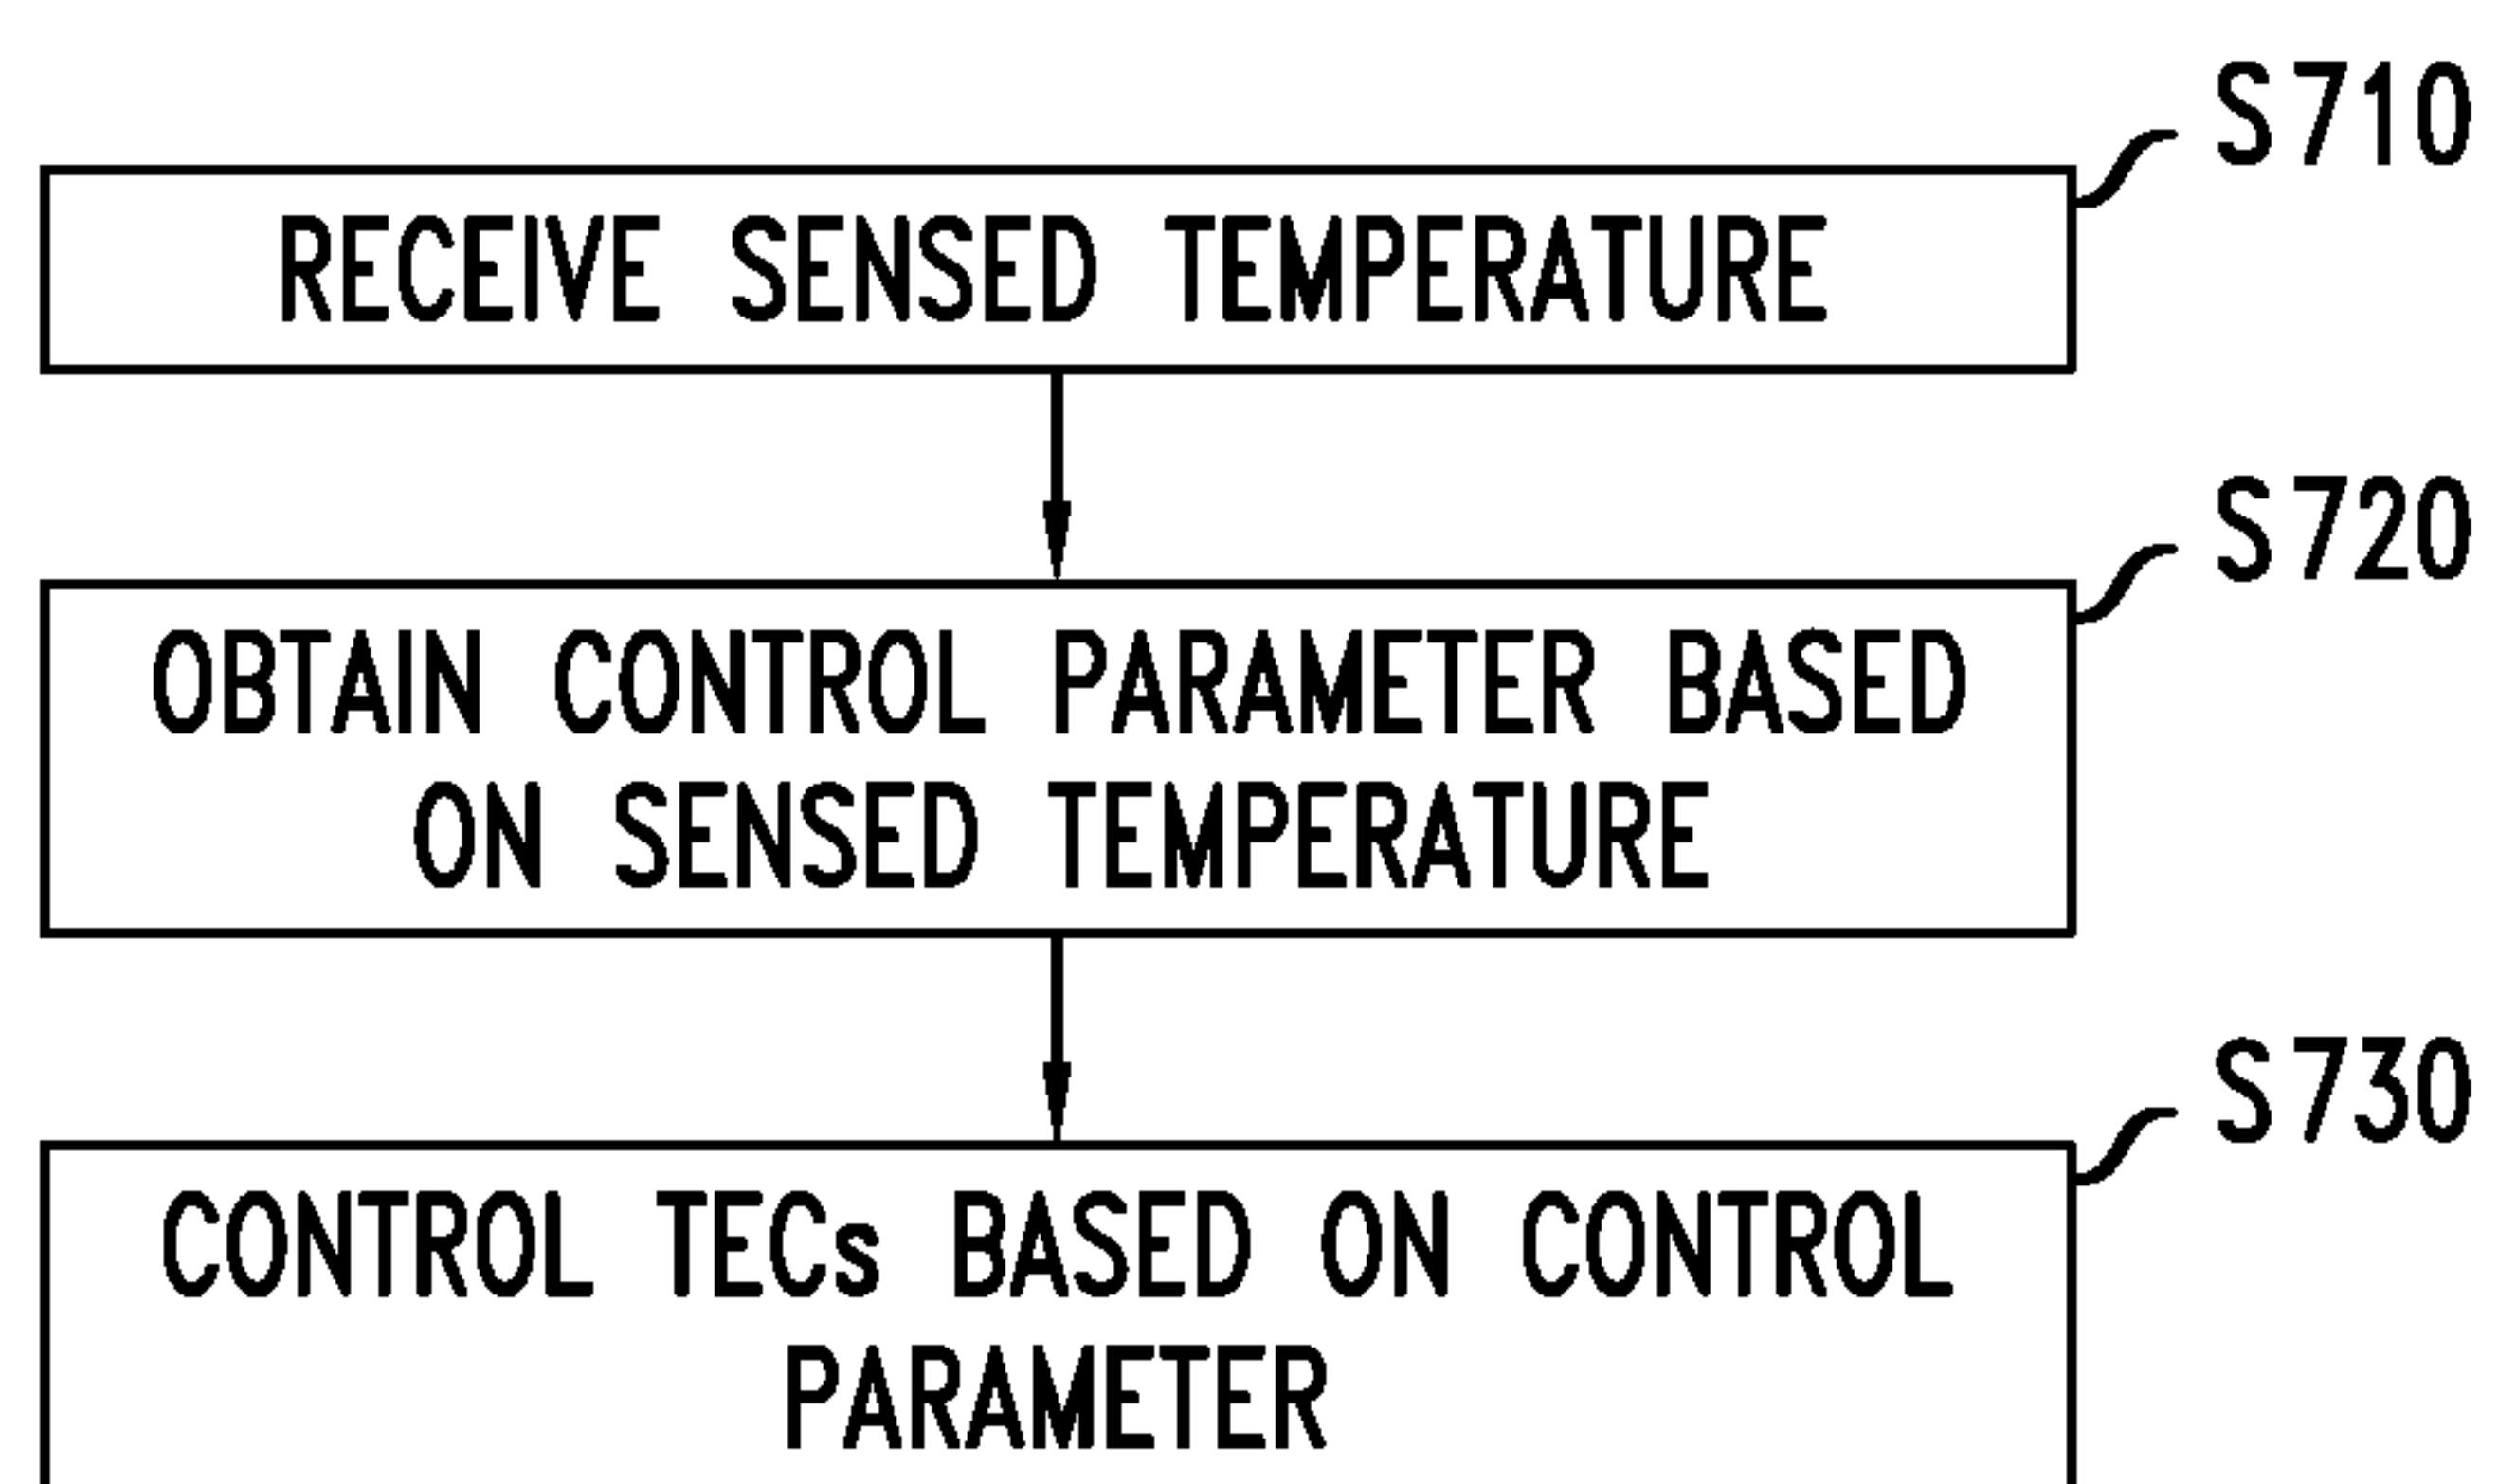 S710
RECEIVE SENSED TEMPERATURE
S720
OBTAIN CONTROL PARAMETER BASED
ON SENSED TEMPERATURE
S730
CONTROL TECs BASED ON CONTROL
PARAMETER